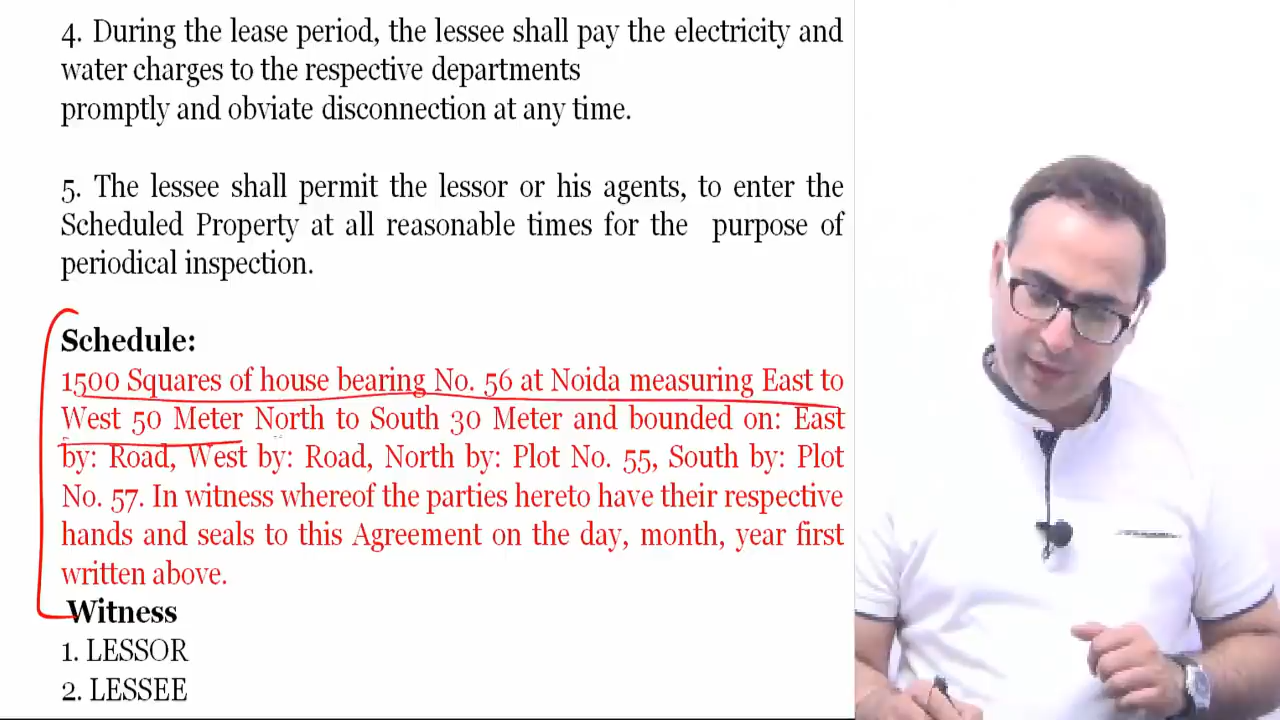 4. During the lease period, the lessee shall pay the electricity and
water charges to the respective departments
promptly and obviate disconnection at any time.
5. The lessee shall permit the lessor or his agents, to enter the
Scheduled Property at all reasonable times for the purpose of
periodical inspection.
Schedule:
1500 Squares of house bearing No. 56 at Noida measuring East to
West 50 Meter North to South 30 Meter and bounded on: East
by: Road, West by: Road, North by: Plot No. 55, South by: Plot
No. 57. In witness whereof the parties hereto have their respective
hands and seals to this Agreement on the day, month, year first
written above.
Witness
1. LESSOR
2. LESSEE